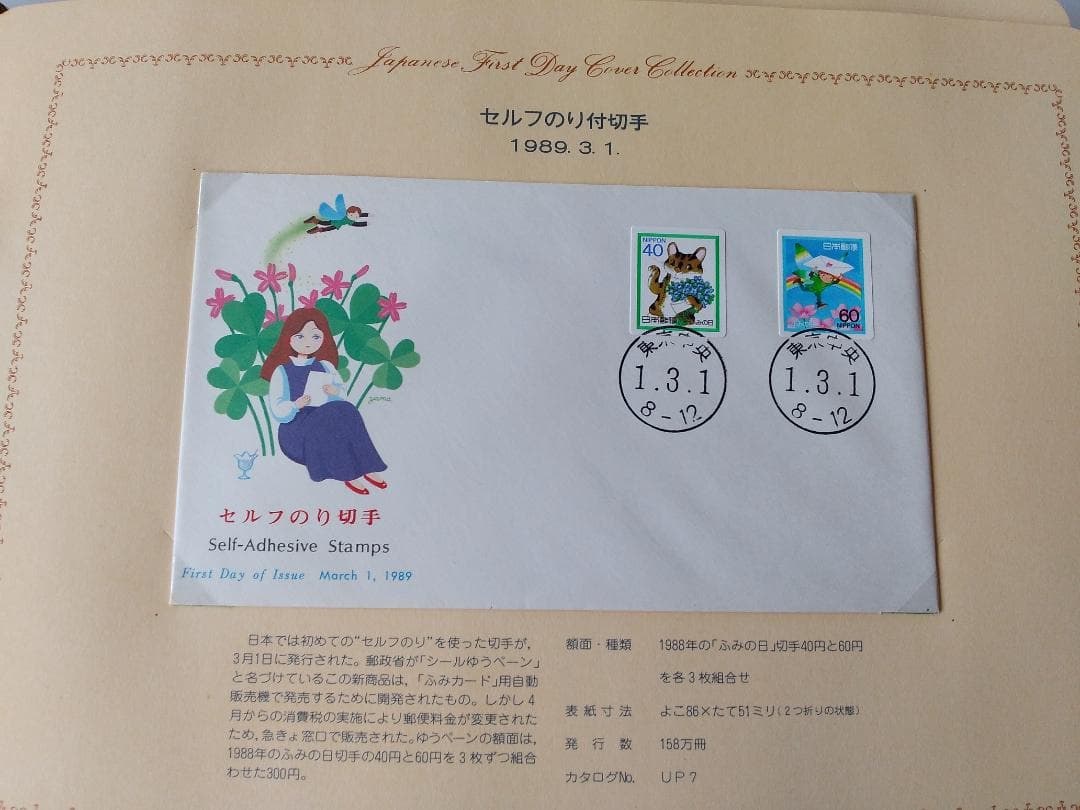 Japanese First Day Cover Collection
セルフのり付切手
1989. 3. 1.
NIPPON
40
日本郵便
ふみの日
日本郵便
60
NIPPON
東京中央
1.3.1
8-12
東京中央
1.3.1
8-12
yuma
セルフのり切手
Self-Adhesive Stamps
First Day of Issue March 1, 1989
日本では初めての“セルフのり”を使った切手が,
3月1日に発行された。郵政省が「シールゆうペーン」
と名づけているこの新商品は,「ふみカード」用自動
販売機で発売するために開発されたもの。しかし4
月からの消費税の実施により郵便料金が変更された
ため, 急きょ窓口で販売された。ゆうペーンの額面は,
1988年のふみの日切手の40円と60円を3枚ずつ組合
わせた300円。
額面・種類 1988年の「ふみの日」切手40円と60円
を各3枚組合せ
表紙寸法 よこ86×たて51ミリ(2つ折りの状態)
発行数 158万冊
カタログNo. UP7